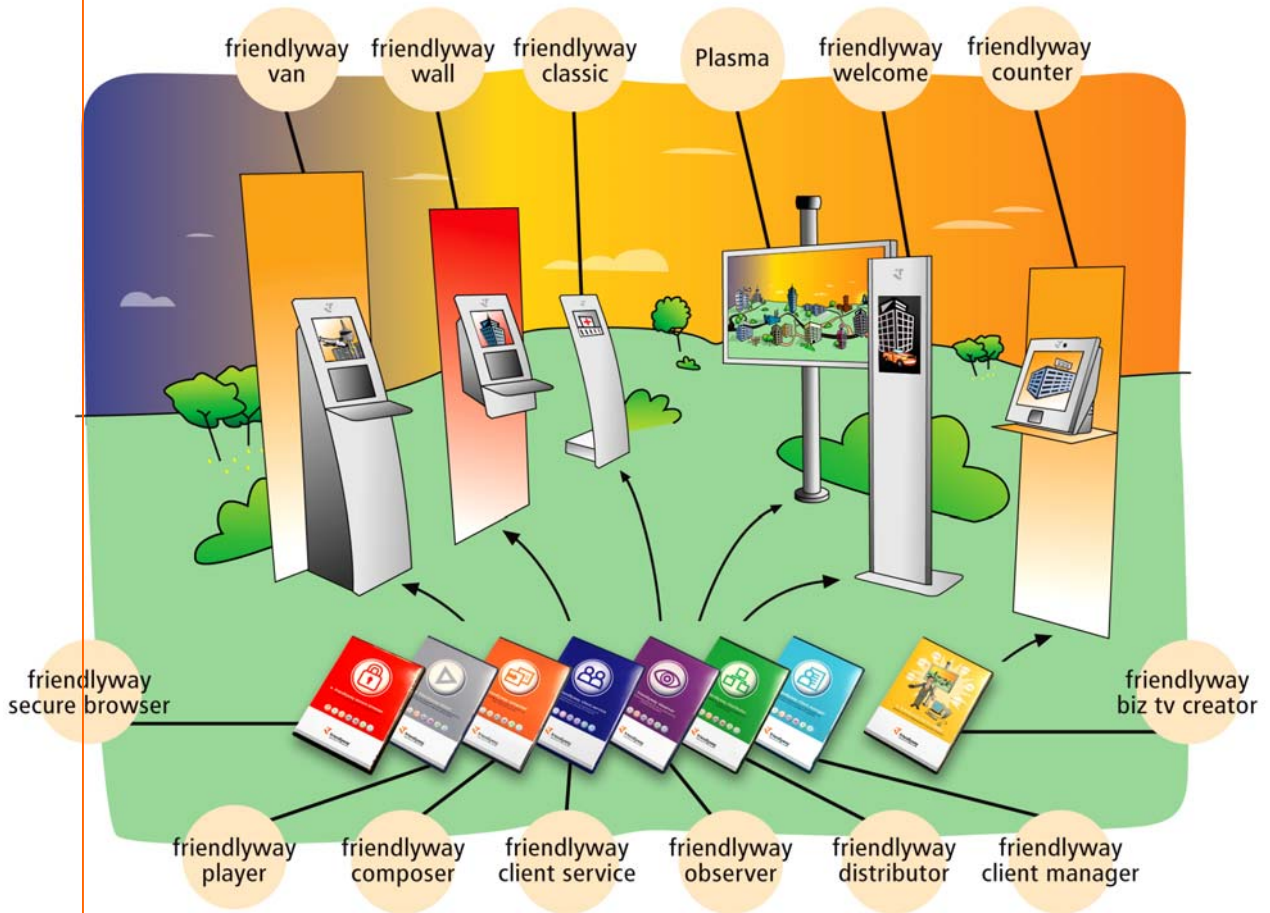 friendlyway
van
friendlyway
wall
friendlyway
classic
Plasma
friendlyway
welcome
friendlyway
counter
friendlyway
secure browser
friendlyway
biz tv creator
friendlyway
player
friendlyway
composer
friendlyway
client service
friendlyway
observer
friendlyway
distributor
friendlyway
client manager